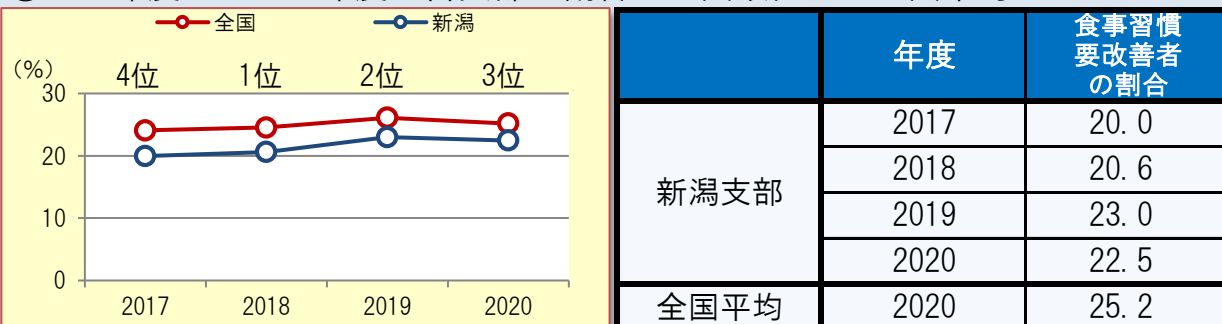 全国 新潟
(%)
4位 1位 2位 3位
30
20
10
0
2017 2018 2019 2020
年度 食事習慣
要改善者
の割合
新潟支部
2017 20.0
2018 20.6
2019 23.0
2020 22.5
全国平均 2020 25.2